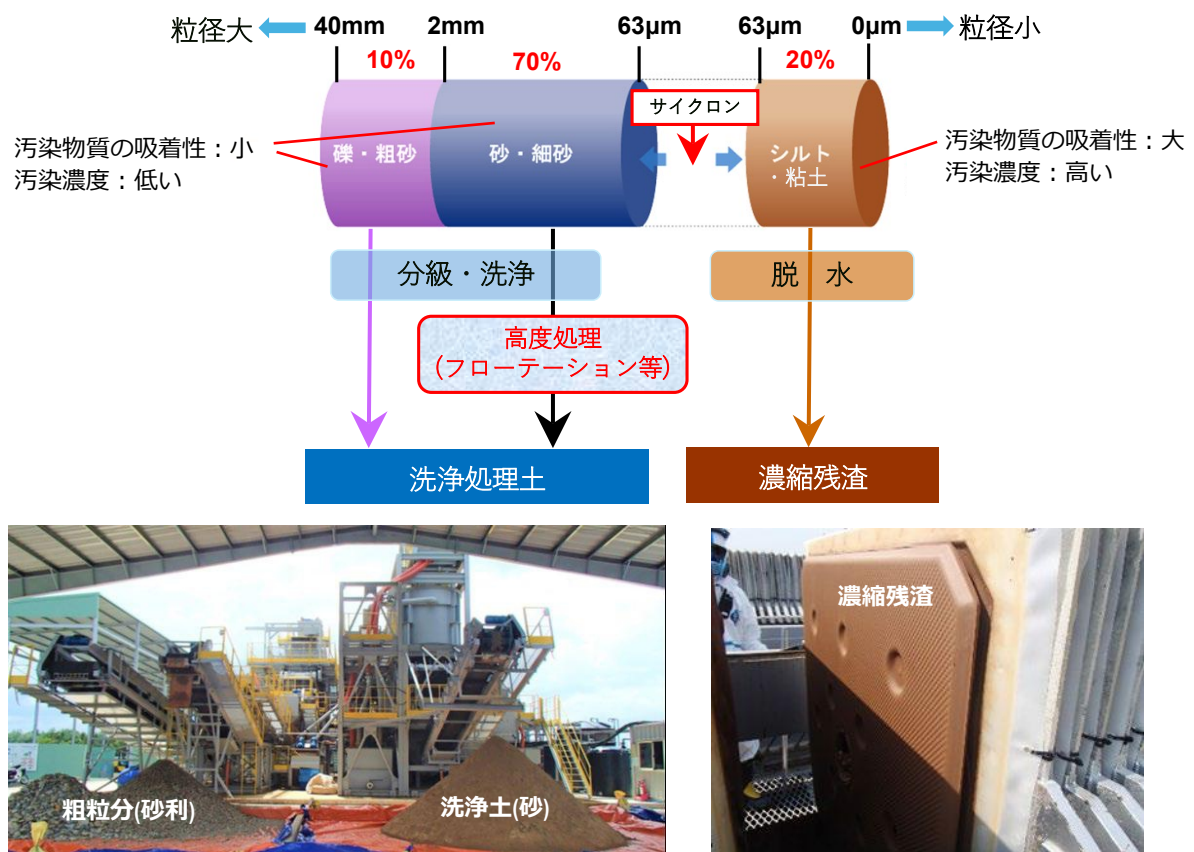 粒径大
40mm
2mm
63μm
63μm
0μm
粒径小
10%
70%
20%
サイクロン
汚染物質の吸着性：小
汚染濃度：低い
礫・粗砂
砂・細砂
シルト
・粘土
汚染物質の吸着性：大
汚染濃度：高い
分級・洗浄
脱 水
高度処理
(フローテーション等)
洗浄処理土
濃縮残渣
粗粒分(砂利)
洗浄土(砂)
濃縮残渣